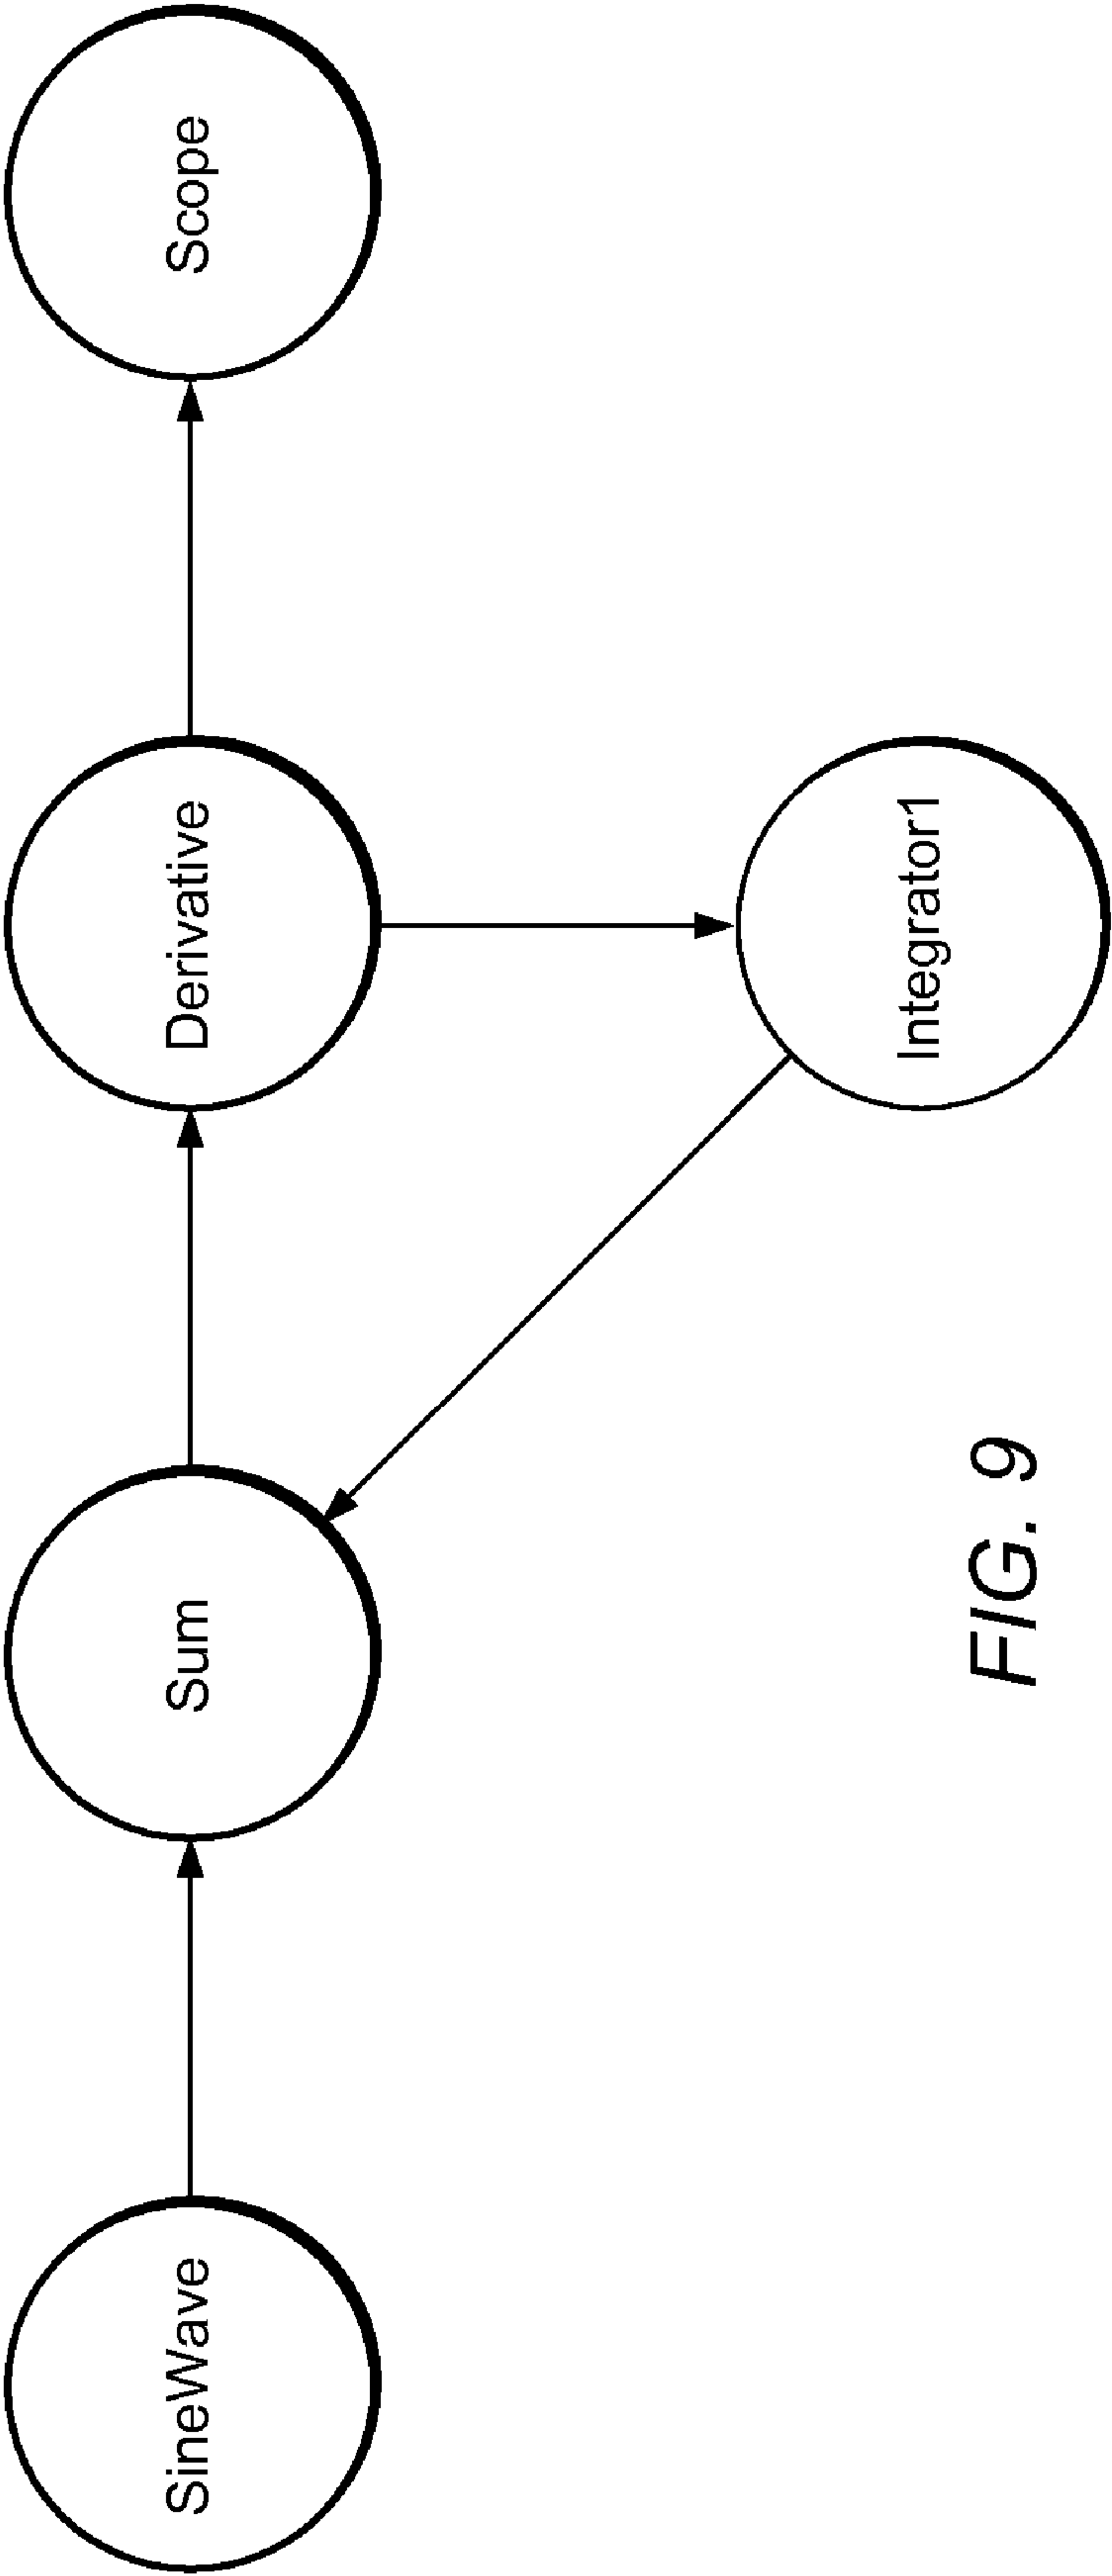 SineWave
Sum
Derivative
Scope
Integrator1
FIG. 9